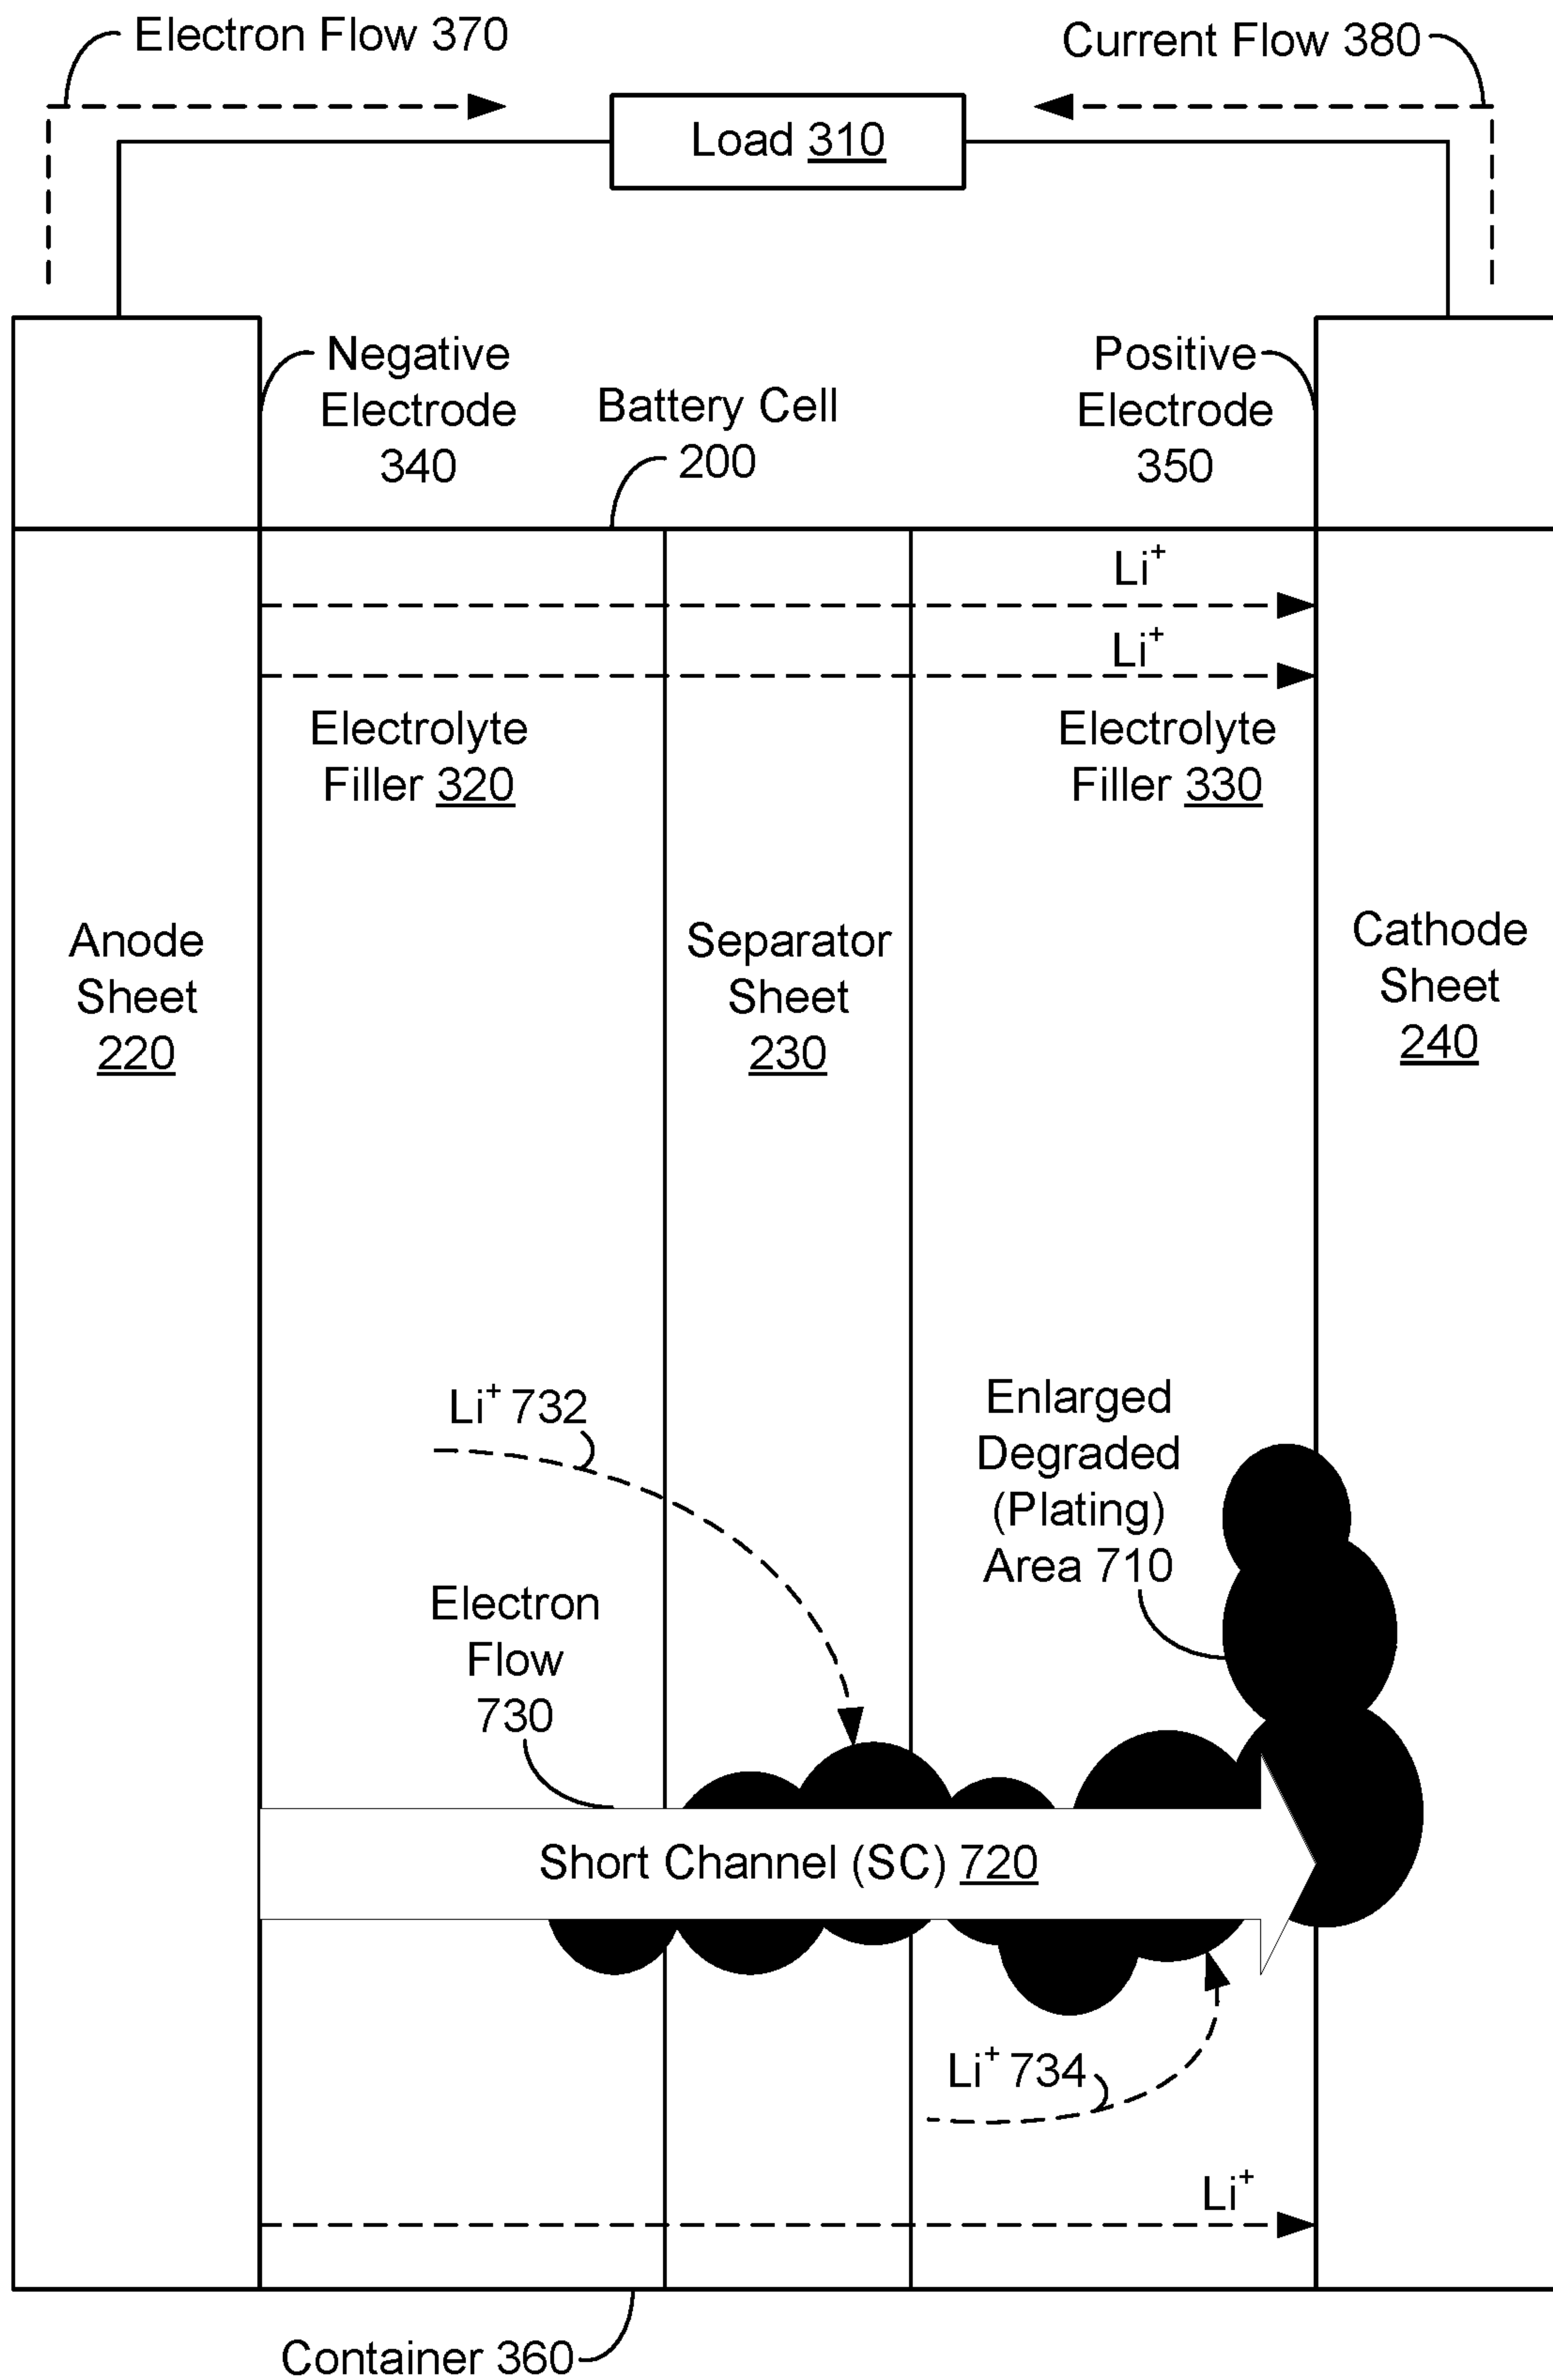 Electron Flow 370
Current Flow 380
Load 310
Negative
Electrode
340
Battery Cell
200
Positive
Electrode
350
Li+
Li+
Electrolyte
Filler 320
Electrolyte
Filler 330
Anode
Sheet
220
Separator
Sheet
230
Cathode
Sheet
240
Li+ 732
Enlarged
Degraded
(Plating)
Area 710
Electron
Flow
730
Short Channel (SC) 720
Li+ 734
Li+
Container 360